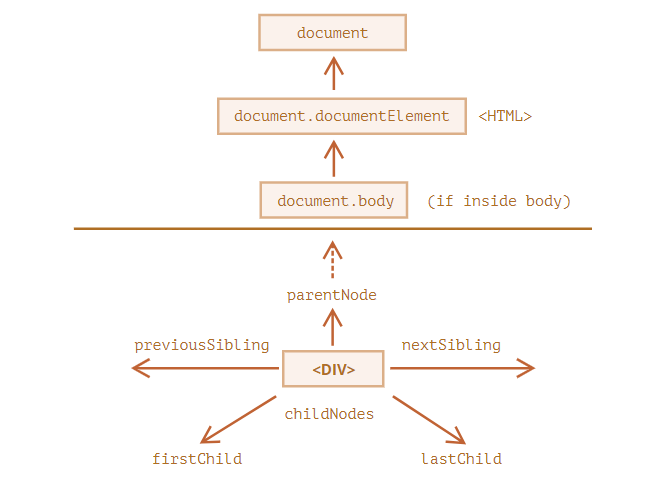 document
document.documentElement <HTML>
document.body (if inside body)
parentNode
previousSibling nextSibling
<DIV>
childNodes
firstChild lastChild